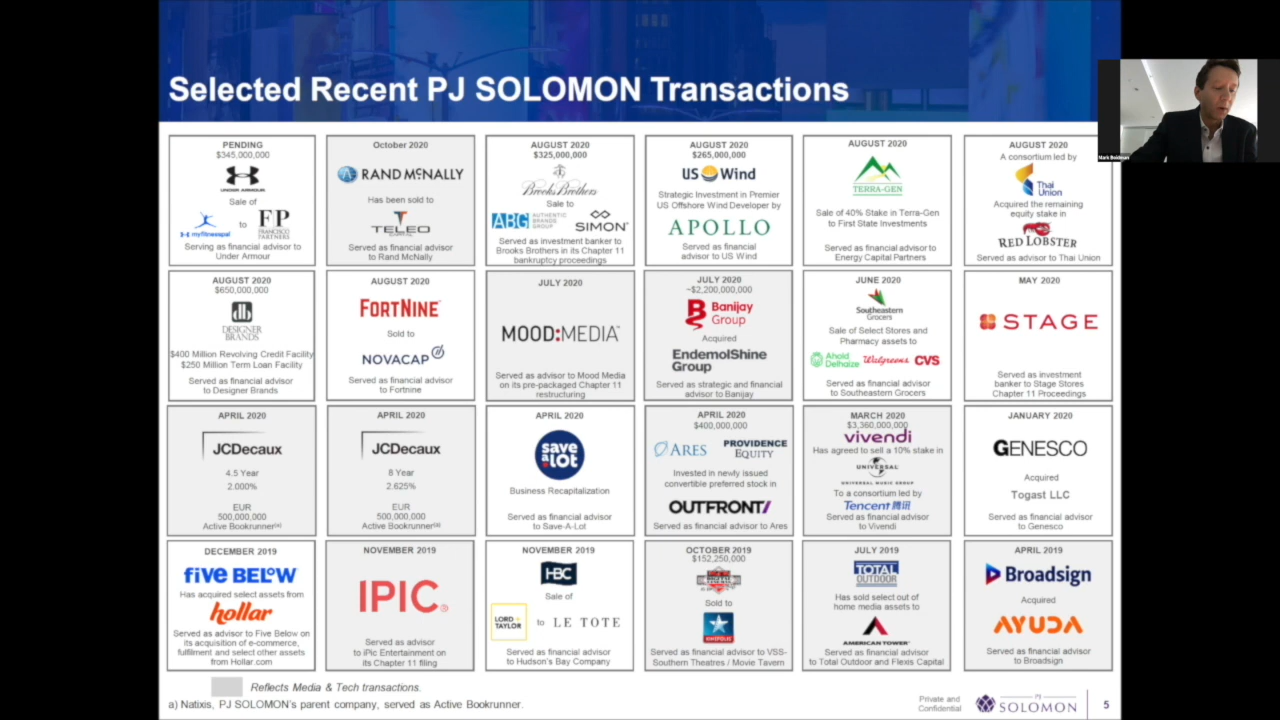 Selected Recent PJ SOLOMON Transactions
PENDING
$345,000,000
UNDER ARMOUR
Sale of
myfitnesspal
to
FP
FRANCISCO
PARTNERS
Serving as financial advisor to
Under Armour
October 2020
RAND McNALLY
Has been sold to
TELEO
CAPITAL
Served as financial advisor
to Rand McNally
AUGUST 2020
$325,000,000
Brooks Brothers
Sale to
ABG AUTHENTIC
BRANDS
GROUP
SIMON
Served as investment banker to
Brooks Brothers in its Chapter 11
bankruptcy proceedings
AUGUST 2020
$265,000,000
US Wind
Strategic Investment in Premier
US Offshore Wind Developer by
APOLLO
Served as financial
advisor to US Wind
AUGUST 2020
TERRA-GEN
Sale of 40% Stake in Terra-Gen
to First State Investments
Served as financial advisor to
Energy Capital Partners
AUGUST 2020
A consortium led by
Thai
Union
Acquired the remaining
equity stake in
RED LOBSTER
Served as advisor to Thai Union
Mark Boidman
AUGUST 2020
$650,000,000
DESIGNER
BRANDS
$400 Million Revolving Credit Facility
$250 Million Term Loan Facility
Served as financial advisor
to Designer Brands
AUGUST 2020
FORTNINE
Sold to
NOVACAP
Served as financial advisor
to Fortnine
JULY 2020
MOOD:MEDIA
Served as advisor to Mood Media
on its pre-packaged Chapter 11
restructuring
JULY 2020
~$2,200,000,000
Banijay
Group
Acquired
EndemolShine
Group
Served as strategic and financial
advisor to Banijay
JUNE 2020
Southeastern
Grocers
Sale of Select Stores and
Pharmacy assets to
Ahold
Delhaize
Walgreens
CVS
Served as financial advisor
to Southeastern Grocers
MAY 2020
STAGE
Served as investment
banker to Stage Stores
Chapter 11 Proceedings
APRIL 2020
JCDecaux
4.5 Year
2.000%
EUR
500,000,000
Active Bookrunner(a)
APRIL 2020
JCDecaux
8 Year
2.625%
EUR
500,000,000
Active Bookrunner(a)
APRIL 2020
save
a lot
Business Recapitalization
Served as financial advisor
to Save-A-Lot
APRIL 2020
$400,000,000
ARES
PROVIDENCE
EQUITY
Invested in newly issued
convertible preferred stock in
OUTFRONT/
Served as financial advisor to Ares
MARCH 2020
$3,360,000,000
vivendi
Has agreed to sell a 10% stake in
UNIVERSAL
UNIVERSAL MUSIC GROUP
To a consortium led by
Tencent 腾讯
Served as financial advisor
to Vivendi
JANUARY 2020
GENESCO
Acquired
Togast LLC
Served as financial advisor
to Genesco
DECEMBER 2019
five BEL°W
Has acquired select assets from
hollar
Served as advisor to Five Below on
its acquisition of e-commerce,
fulfillment and select other assets
from Hollar.com
NOVEMBER 2019
IPIC®
Served as advisor
to iPic Entertainment on
its Chapter 11 filing
NOVEMBER 2019
HBC
Sale of
LORD +
TAYLOR
to
LE TOTE
Served as financial advisor
to Hudson's Bay Company
OCTOBER 2019
$152,250,000
MOVIE TAVERN
Sold to
KINEPOLIS
Served as financial advisor to VSS-
Southern Theatres / Movie Tavern
JULY 2019
TOTAL
OUTDOOR
Has sold select out of
home media assets to
AMERICAN TOWER
Served as financial advisor
to Total Outdoor and Flexis Capital
APRIL 2019
Broadsign
Acquired
AYUDA
Served as financial advisor
to Broadsign
Reflects Media & Tech transactions.
a) Natixis, PJ SOLOMON's parent company, served as Active Bookrunner.
Private and
Confidential
PJ
SOLOMON
5